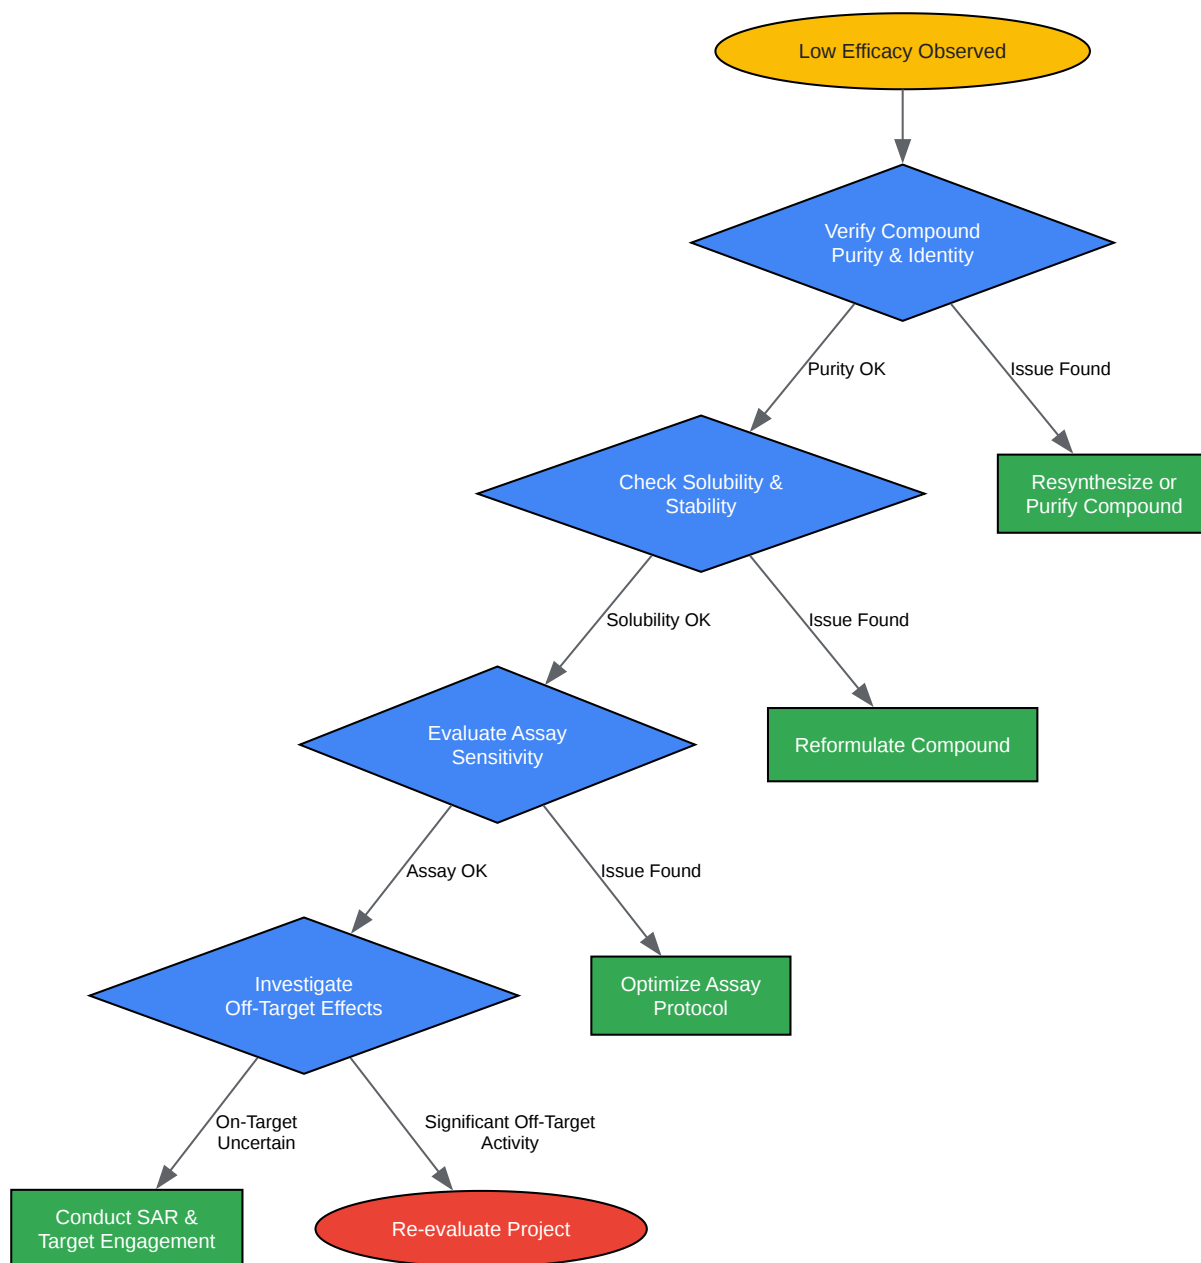 Low Efficacy Observed
Verify Compound
Purity & Identity
Purity OK
Issue Found
Check Solubility &
Stability
Resynthesize or
Purify Compound
Solubility OK
Issue Found
Evaluate Assay
Sensitivity
Reformulate Compound
Assay OK
Issue Found
Investigate
Off-Target Effects
Optimize Assay
Protocol
On-Target
Uncertain
Significant Off-Target
Activity
Conduct SAR &
Target Engagement
Re-evaluate Project